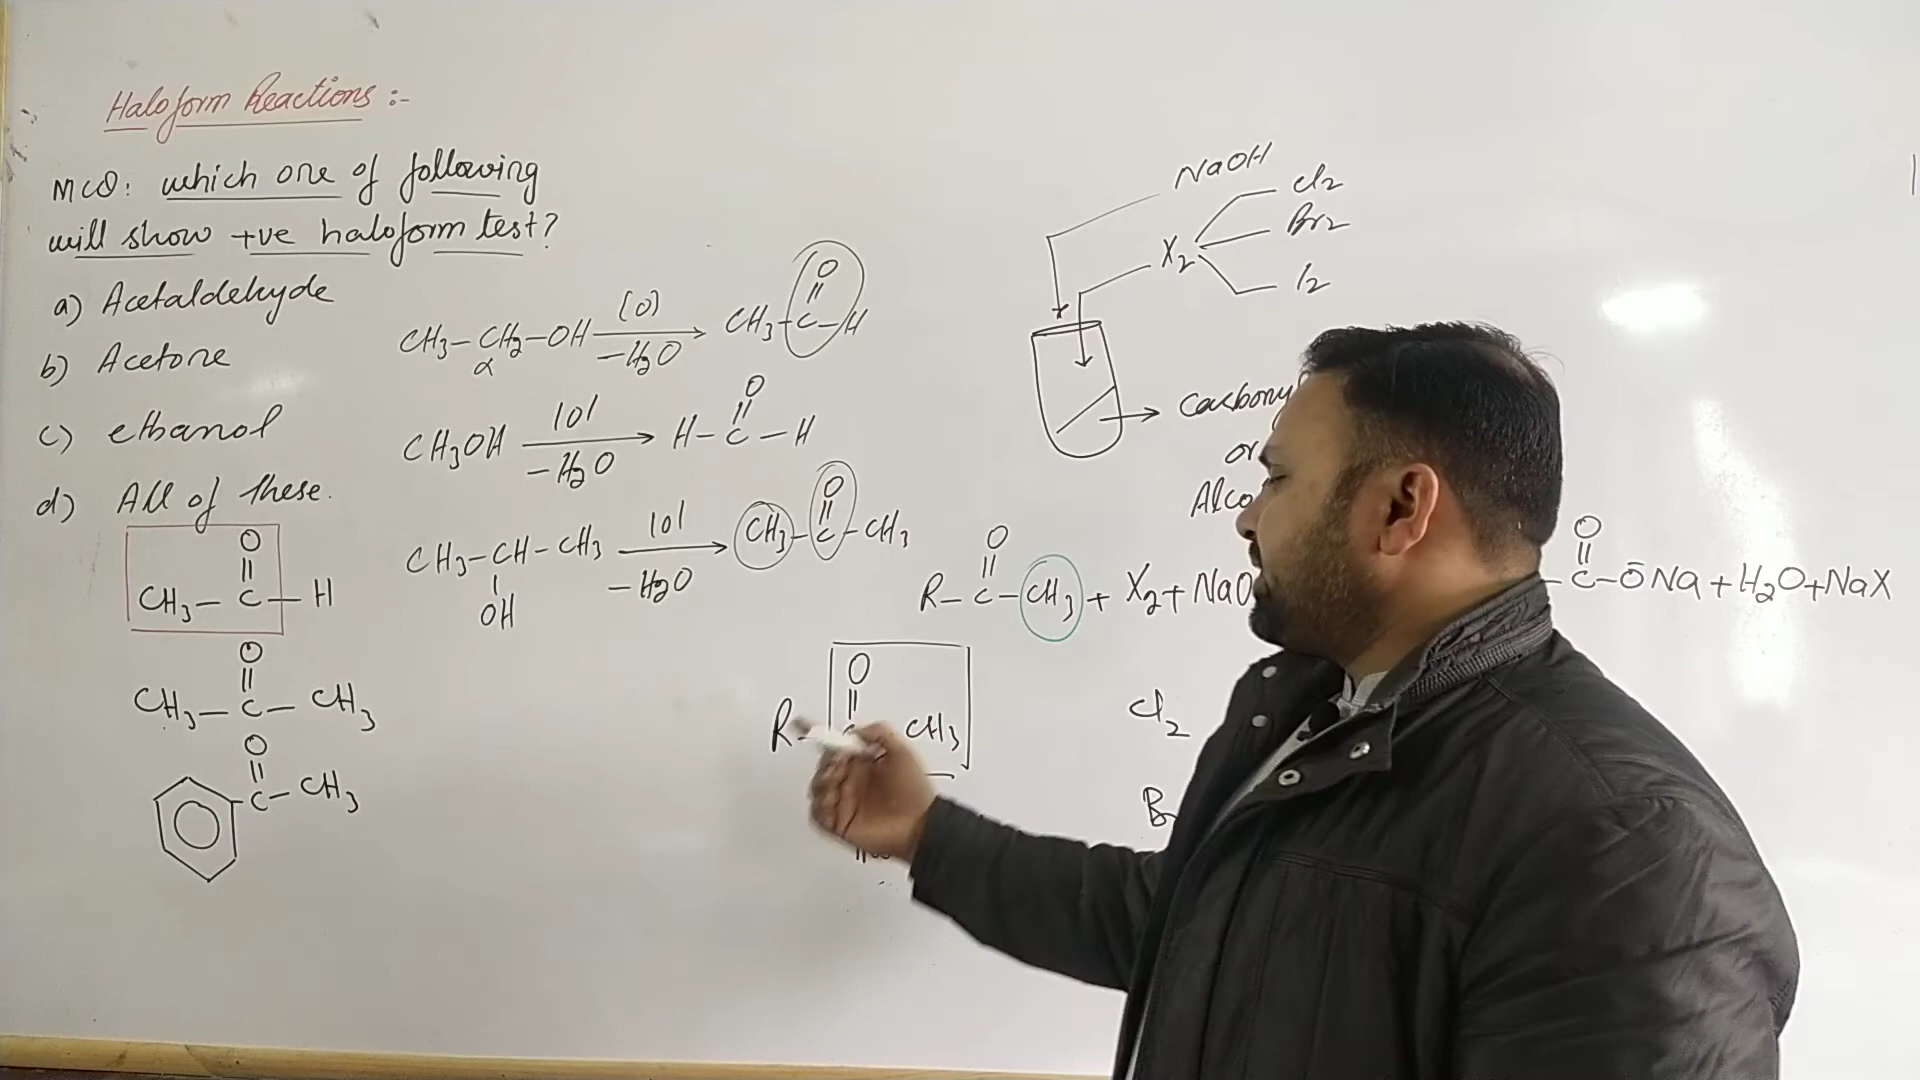 Haloform Reactions :-
MCQ: which one of following
will show +ve haloform test?
a) Acetaldehyde
b) Acetone
c) ethanol
d) All of these.
O
||
CH3– C – H
O
||
CH3– C – CH3
O
||
C – CH3
O
||
CH3–CH2–OH [O] –H2O CH3–C–H
α
O
||
CH3OH |O| –H2O H–C–H
O
||
CH3–CH–CH3 |O| –H2O CH3–C–CH3
|
OH
NaOH
X2
Cl2
Br2
I2
or
O
||
R–C–CH3 + X2 + NaO
O
||
C–ONa + H2O + NaX
O
||
R– CH3
Cl2